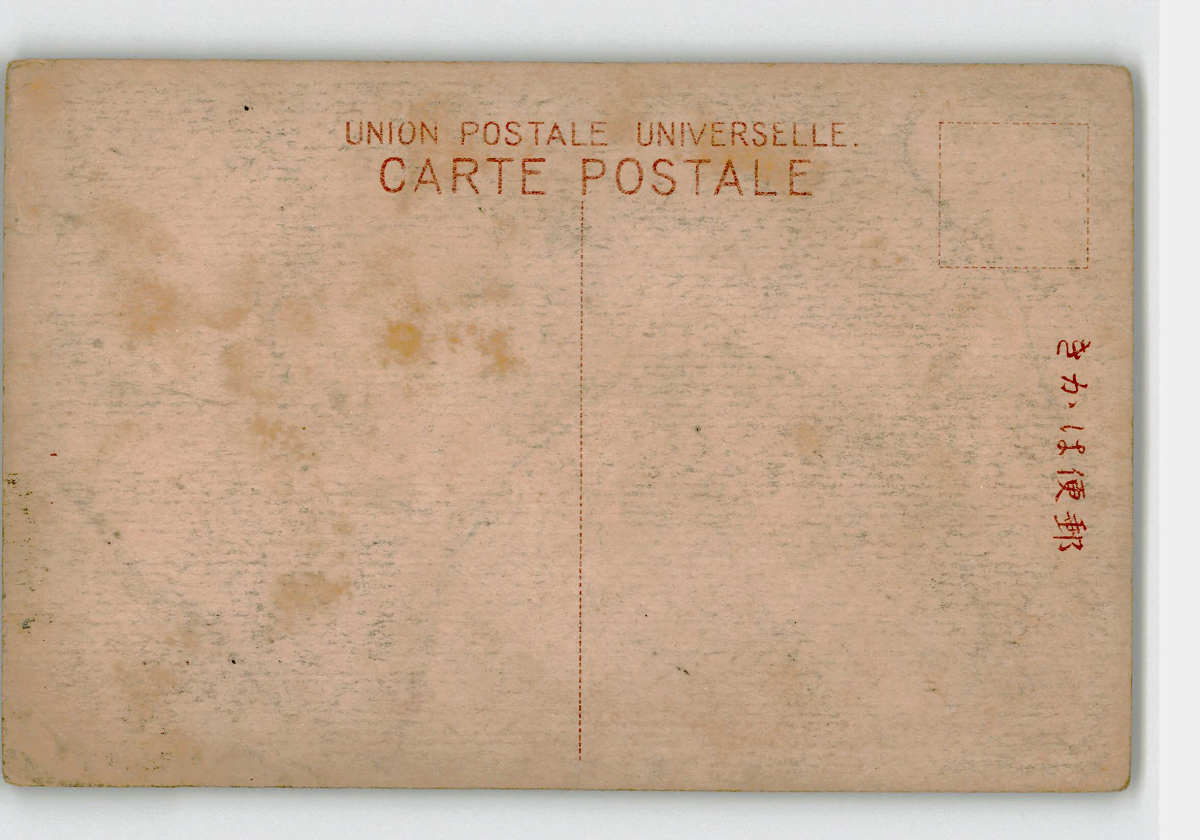 UNION POSTALE UNIVERSELLE.
CARTE POSTALE
郵便はかき